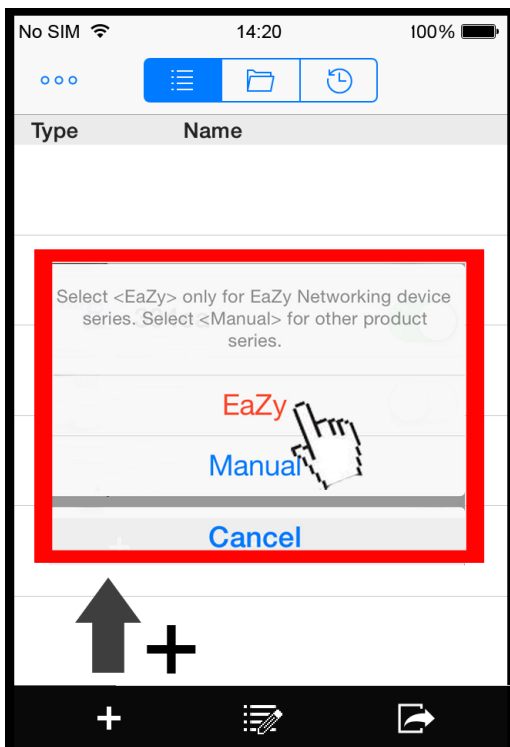 No SIM 14:20 100%
Type Name
Select <EaZy> only for EaZy Networking device
series. Select <Manual> for other product
series.
EaZy
Manual
Cancel
+
+